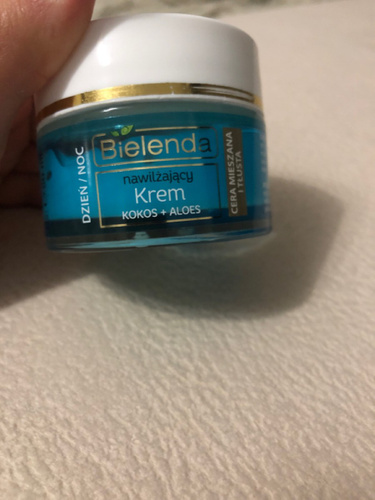 Bielenda
nawilżający
Krem
KOKOS + ALOES
DZIEŃ / NOC
CERA MIESZANA
I TŁUSTA